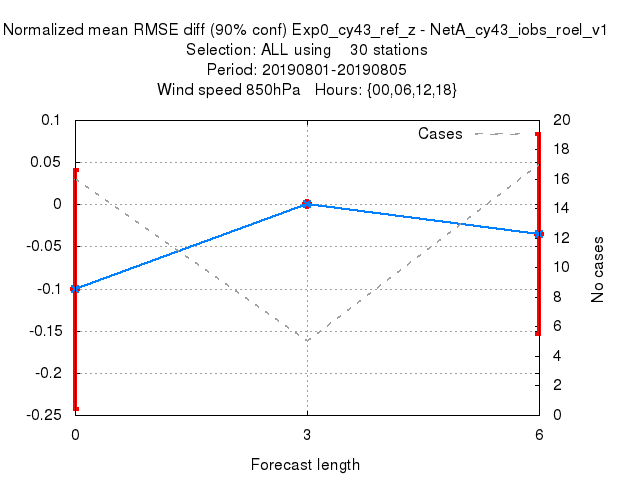 Normalized mean RMSE diff (90% conf) Exp0_cy43_ref_z - NetA_cy43_iobs_roel_v1
Selection: ALL using 30 stations
Period: 20190801-20190805
Wind speed 850hPa Hours: {00,06,12,18}
Cases
0.1
0.05
0
-0.05
-0.1
-0.15
-0.2
-0.25
20
18
16
14
12
10
8
6
4
2
0
No cases
0 3 6
Forecast length